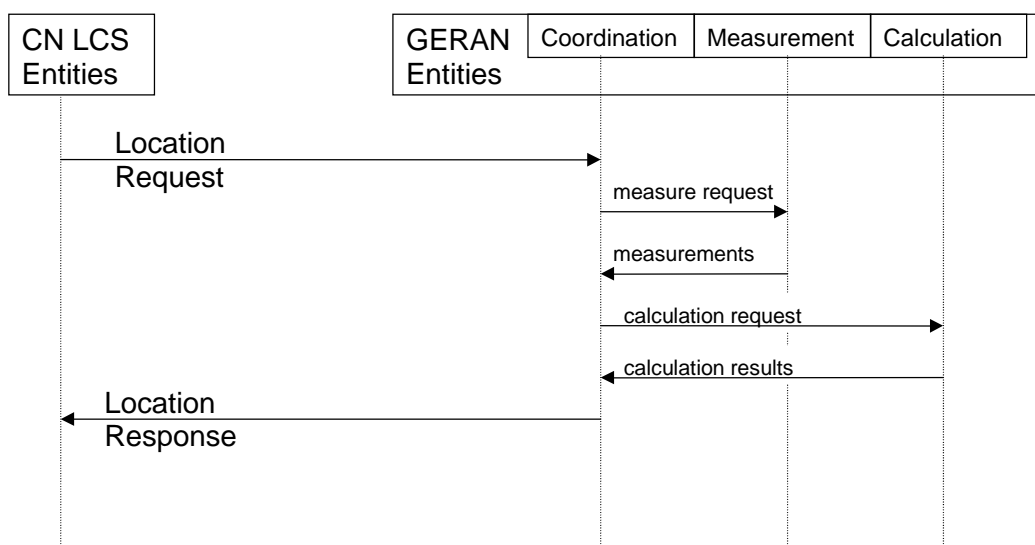 CN LCS
Entities
GERAN
Entities
Coordination
Measurement
Calculation
Location
Request
measure request
measurements
calculation request
calculation results
Location
Response